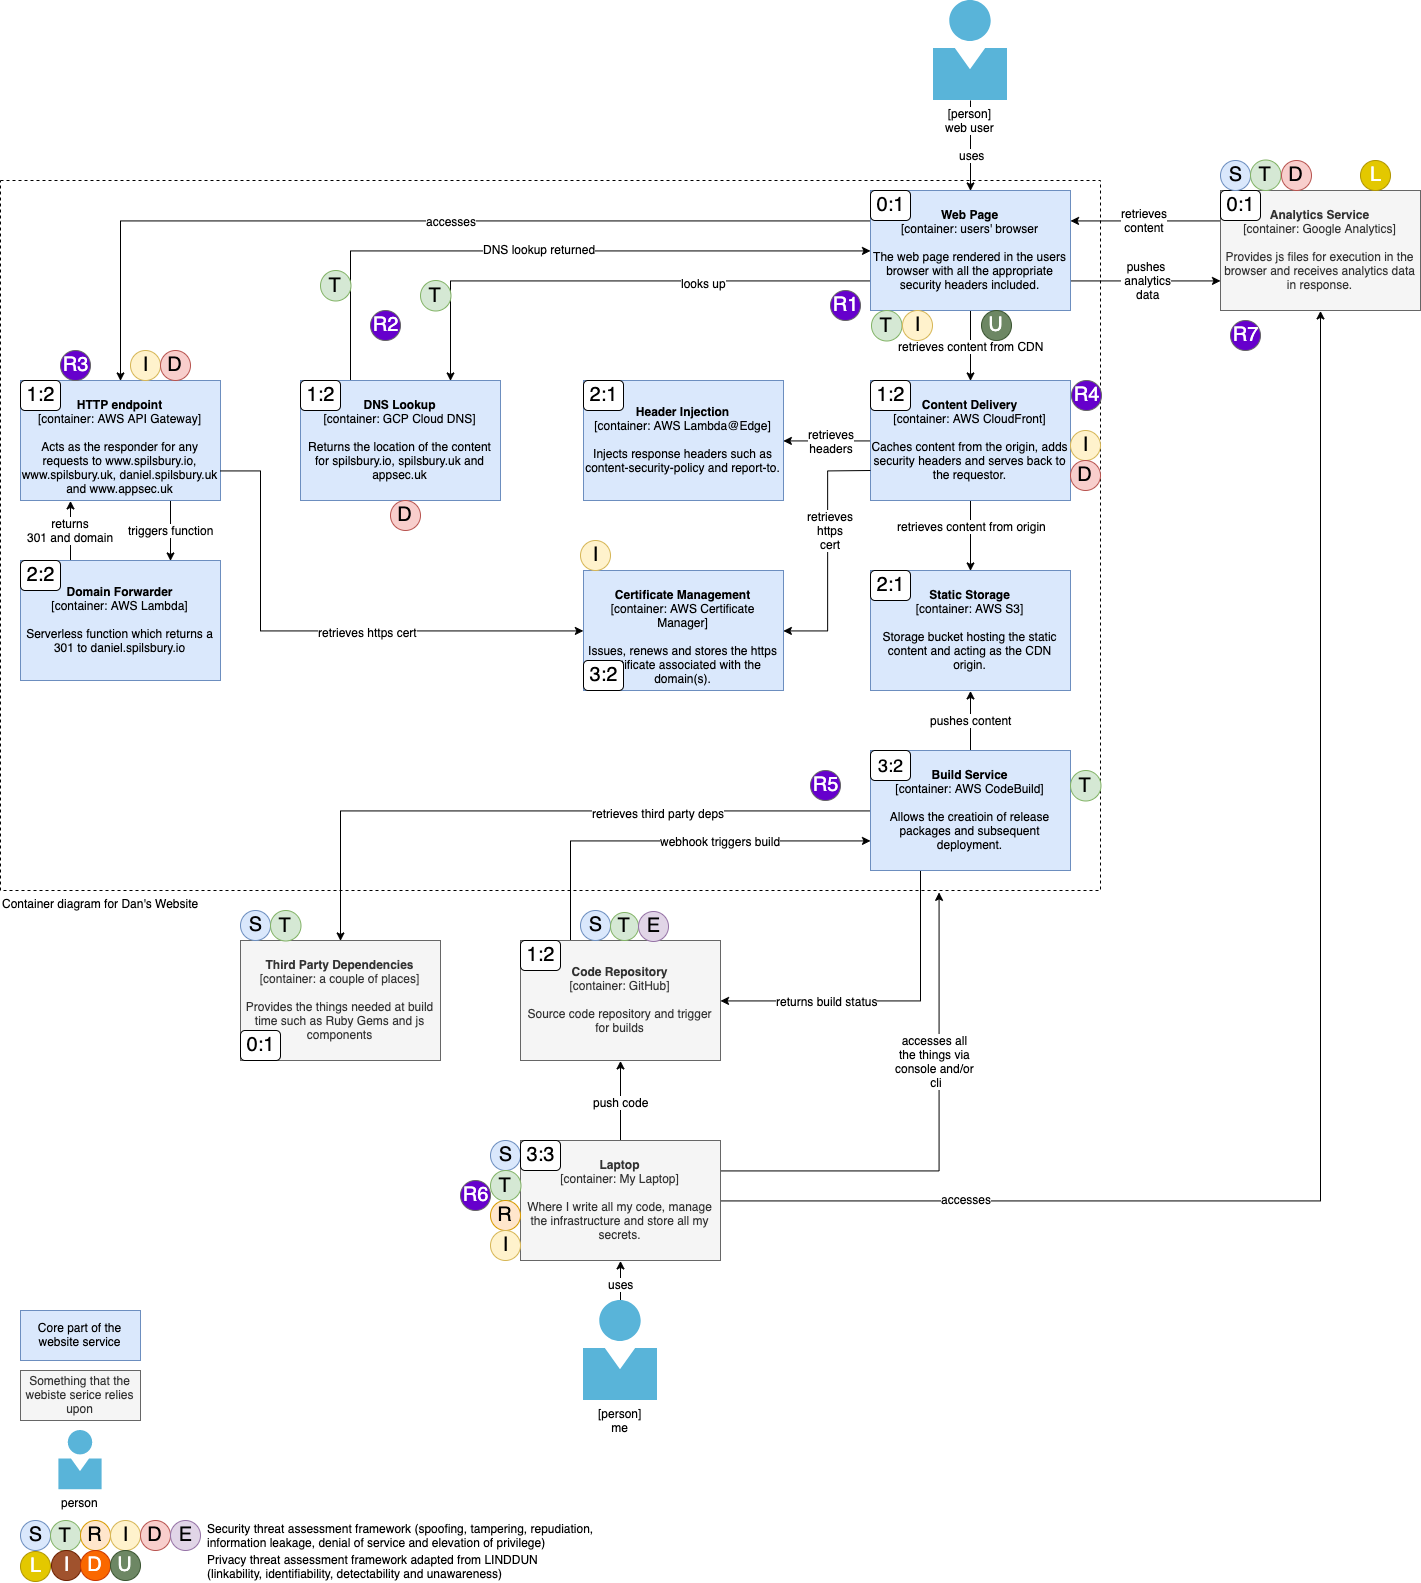 [person]
web user
uses
S T D L
0:1
Analytics Service
[container: Google Analytics]
Provides js files for execution in the
browser and receives analytics data
in response.
R7
retrieves
content
pushes
analytics
data
0:1
Web Page
[container: users' browser
The web page rendered in the users
browser with all the appropriate
security headers included.
R1
T I U
accesses
DNS lookup returned
looks up
T
T
R2
retrieves content from CDN
R3
I D
1:2
HTTP endpoint
[container: AWS API Gateway]
Acts as the responder for any
requests to www.spilsbury.io,
www.spilsbury.uk, daniel.spilsbury.uk
and www.appsec.uk
1:2
DNS Lookup
[container: GCP Cloud DNS]
Returns the location of the content
for spilsbury.io, spilsbury.uk and
appsec.uk
D
2:1
Header Injection
[container: AWS Lambda@Edge]
Injects response headers such as
content-security-policy and report-to.
retrieves
headers
1:2
Content Delivery
[container: AWS CloudFront]
Caches content from the origin, adds
security headers and serves back to
the requestor.
R4
I
D
returns
301 and domain
triggers function
retrieves
https
cert
retrieves content from origin
2:2
Domain Forwarder
[container: AWS Lambda]
Serverless function which returns a
301 to daniel.spilsbury.io
retrieves https cert
I
Certificate Management
[container: AWS Certificate
Manager]
Issues, renews and stores the https
ificate associated with the
domain(s).
3:2
2:1
Static Storage
[container: AWS S3]
Storage bucket hosting the static
content and acting as the CDN
origin.
pushes content
R5
3:2
Build Service
[container: AWS CodeBuild]
Allows the creatioin of release
packages and subsequent
deployment.
T
retrieves third party deps
webhook triggers build
Container diagram for Dan's Website
S T
Third Party Dependencies
[container: a couple of places]
Provides the things needed at build
time such as Ruby Gems and js
components
0:1
S T E
1:2
Code Repository
[container: GitHub]
Source code repository and trigger
for builds
returns build status
accesses all
the things via
console and/or
cli
push code
S
T
R
I
R6
3:3
Laptop
[container: My Laptop]
Where I write all my code, manage
the infrastructure and store all my
secrets.
accesses
uses
[person]
me
Core part of the
website service
Something that the
webiste serice relies
upon
person
S T R I D E
Security threat assessment framework (spoofing, tampering, repudiation,
information leakage, denial of service and elevation of privilege)
L I D U
Privacy threat assessment framework adapted from LINDDUN
(linkability, identifiability, detectability and unawareness)